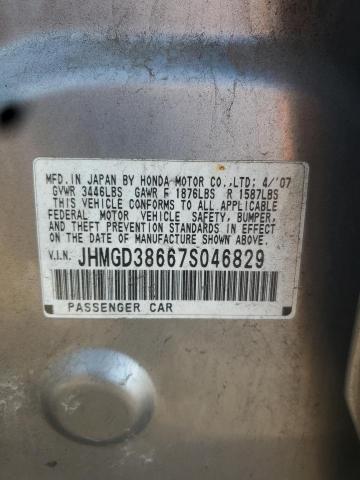 MFD.IN JAPAN BY HONDA MOTOR CO.,LTD; 4/'07
GVWR 3446LBS GAWR F 1876LBS R 1587LBS
THIS VEHICLE CONFORMS TO ALL APPLICABLE
FEDERAL MOTOR VEHICLE SAFETY, BUMPER,
AND THEFT PREVENTION STANDARDS IN EFFECT
ON THE DATE OF MANUFACTURE SHOWN ABOVE.
V.I.N. JHMGD38667S046829
PASSENGER CAR